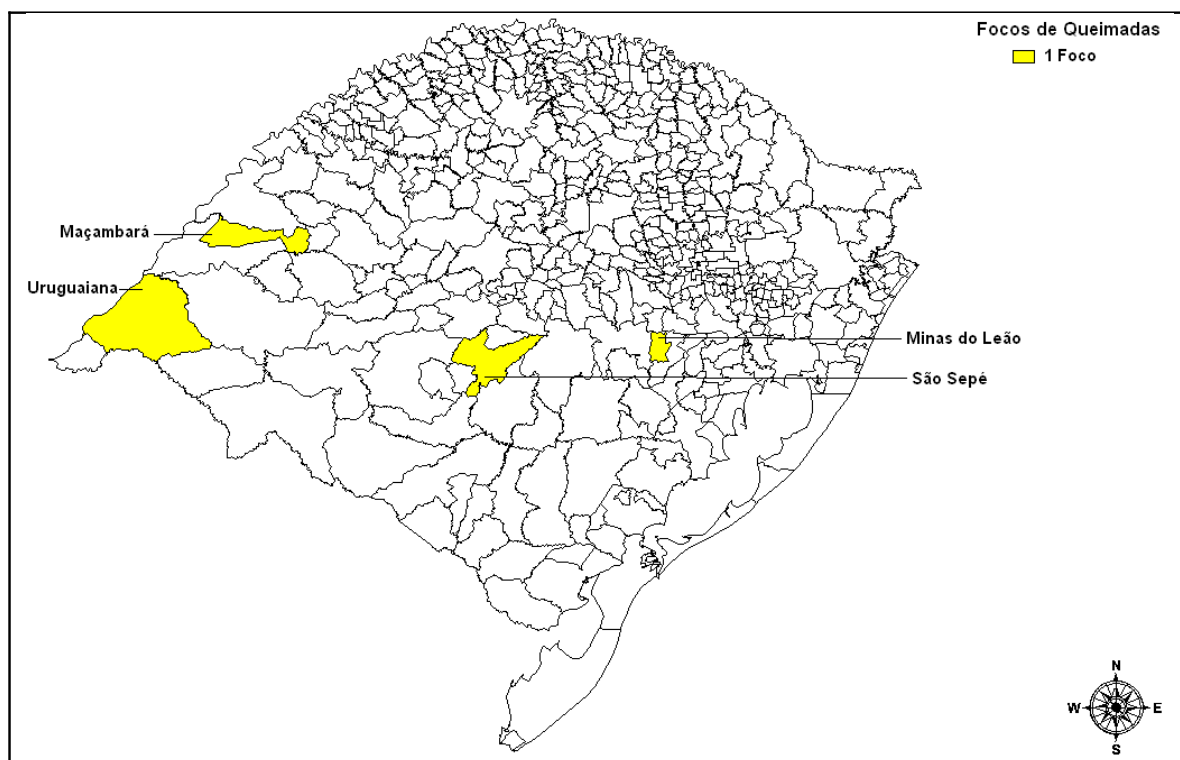 Focos de Queimadas
1 Foco
Maçambará
Uruguaiana
Minas do Leão
São Sepé
N
W
E
S